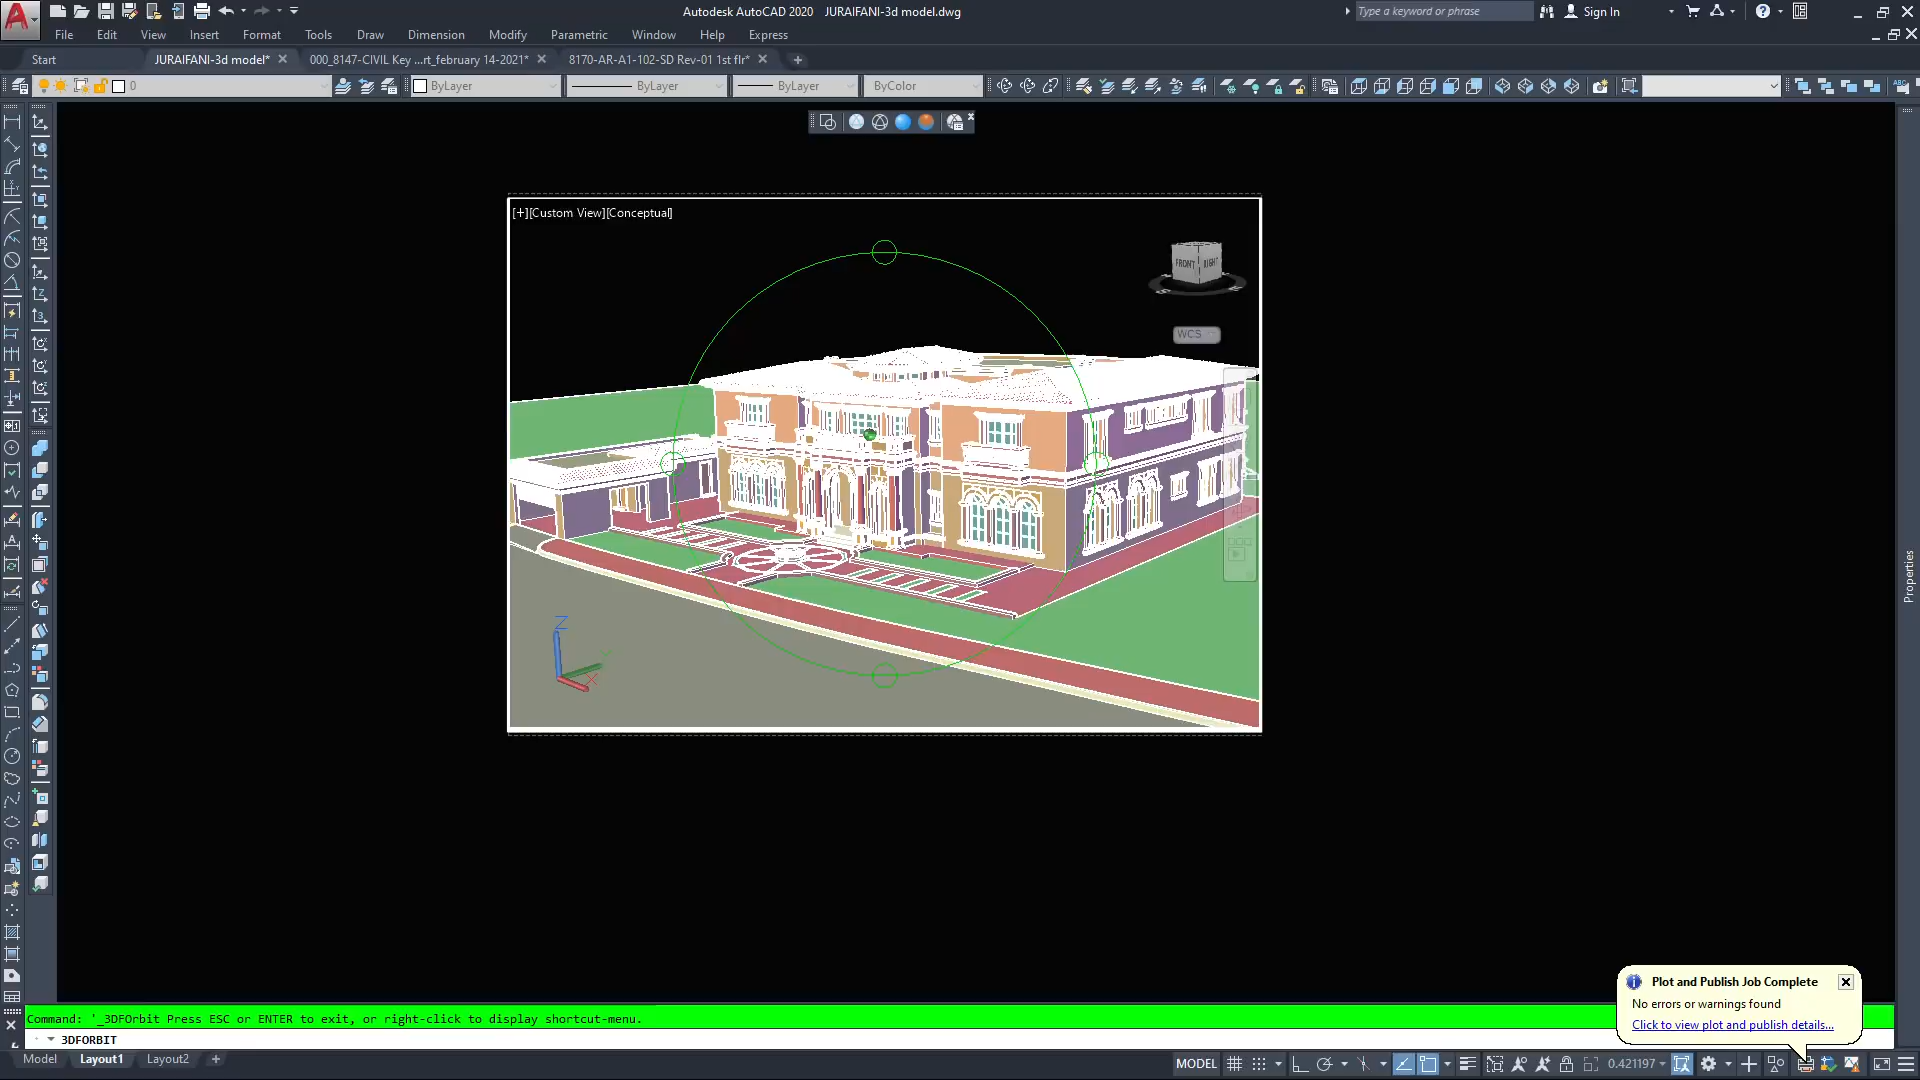 Autodesk AutoCAD 2020 JURAIFANI-3d model.dwg
Type a keyword or phrase
Sign In
File Edit View Insert Format Tools Draw Dimension Modify Parametric Window Help Express
Start JURAIFANI-3d model* 000_8147-CIVIL Key ...rt_february 14-2021* 8170-AR-A1-102-SD Rev-01 1st flr*
0 ByLayer ByLayer ByLayer ByColor
[+][Custom View][Conceptual]
FRONT RIGHT
WCS
Z
X
Properties
Plot and Publish Job Complete
No errors or warnings found
Click to view plot and publish details...
Command: '_3DFOrbit Press ESC or ENTER to exit, or right-click to display shortcut-menu.
3DFORBIT
Model Layout1 Layout2 +
MODEL 0.421197